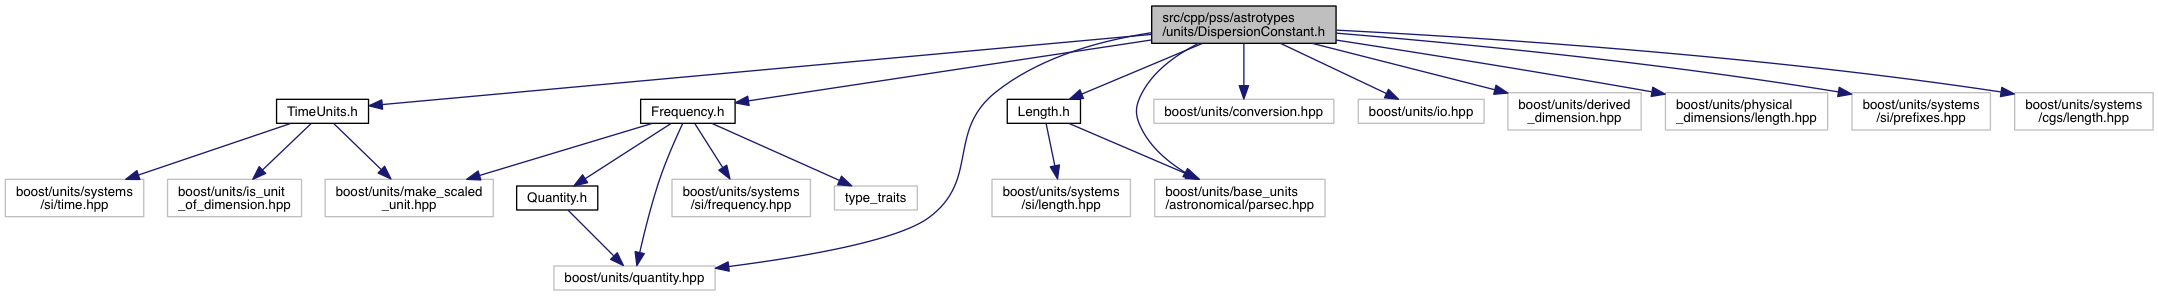 src/cpp/pss/astrotypes
/units/DispersionConstant.h
TimeUnits.h
Frequency.h
Length.h
boost/units/conversion.hpp
boost/units/io.hpp
boost/units/derived
_dimension.hpp
boost/units/physical
_dimensions/length.hpp
boost/units/systems
/si/prefixes.hpp
boost/units/systems
/cgs/length.hpp
boost/units/systems
/si/time.hpp
boost/units/is_unit
_of_dimension.hpp
boost/units/make_scaled
_unit.hpp
Quantity.h
boost/units/systems
/si/frequency.hpp
type_traits
boost/units/systems
/si/length.hpp
boost/units/base_units
/astronomical/parsec.hpp
boost/units/quantity.hpp